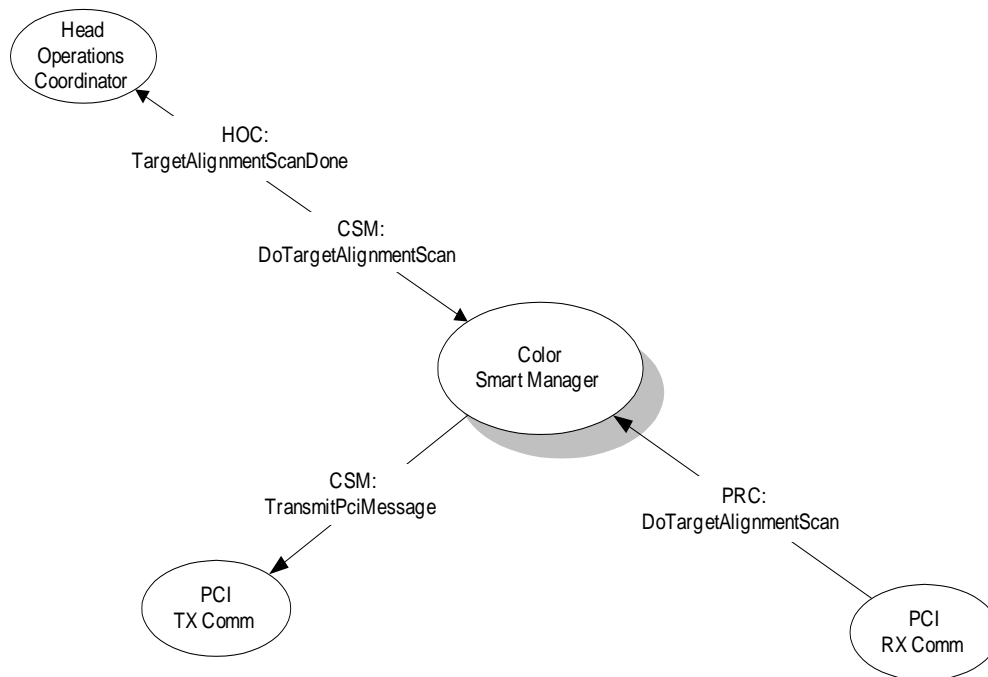 Head
Operations
Coordinator
HOC:
TargetAlignmentScanDone
CSM:
DoTargetAlignmentScan
Color
Smart Manager
CSM:
TransmitPciMessage
PRC:
DoTargetAlignmentScan
PCI
TX Comm
PCI
RX Comm